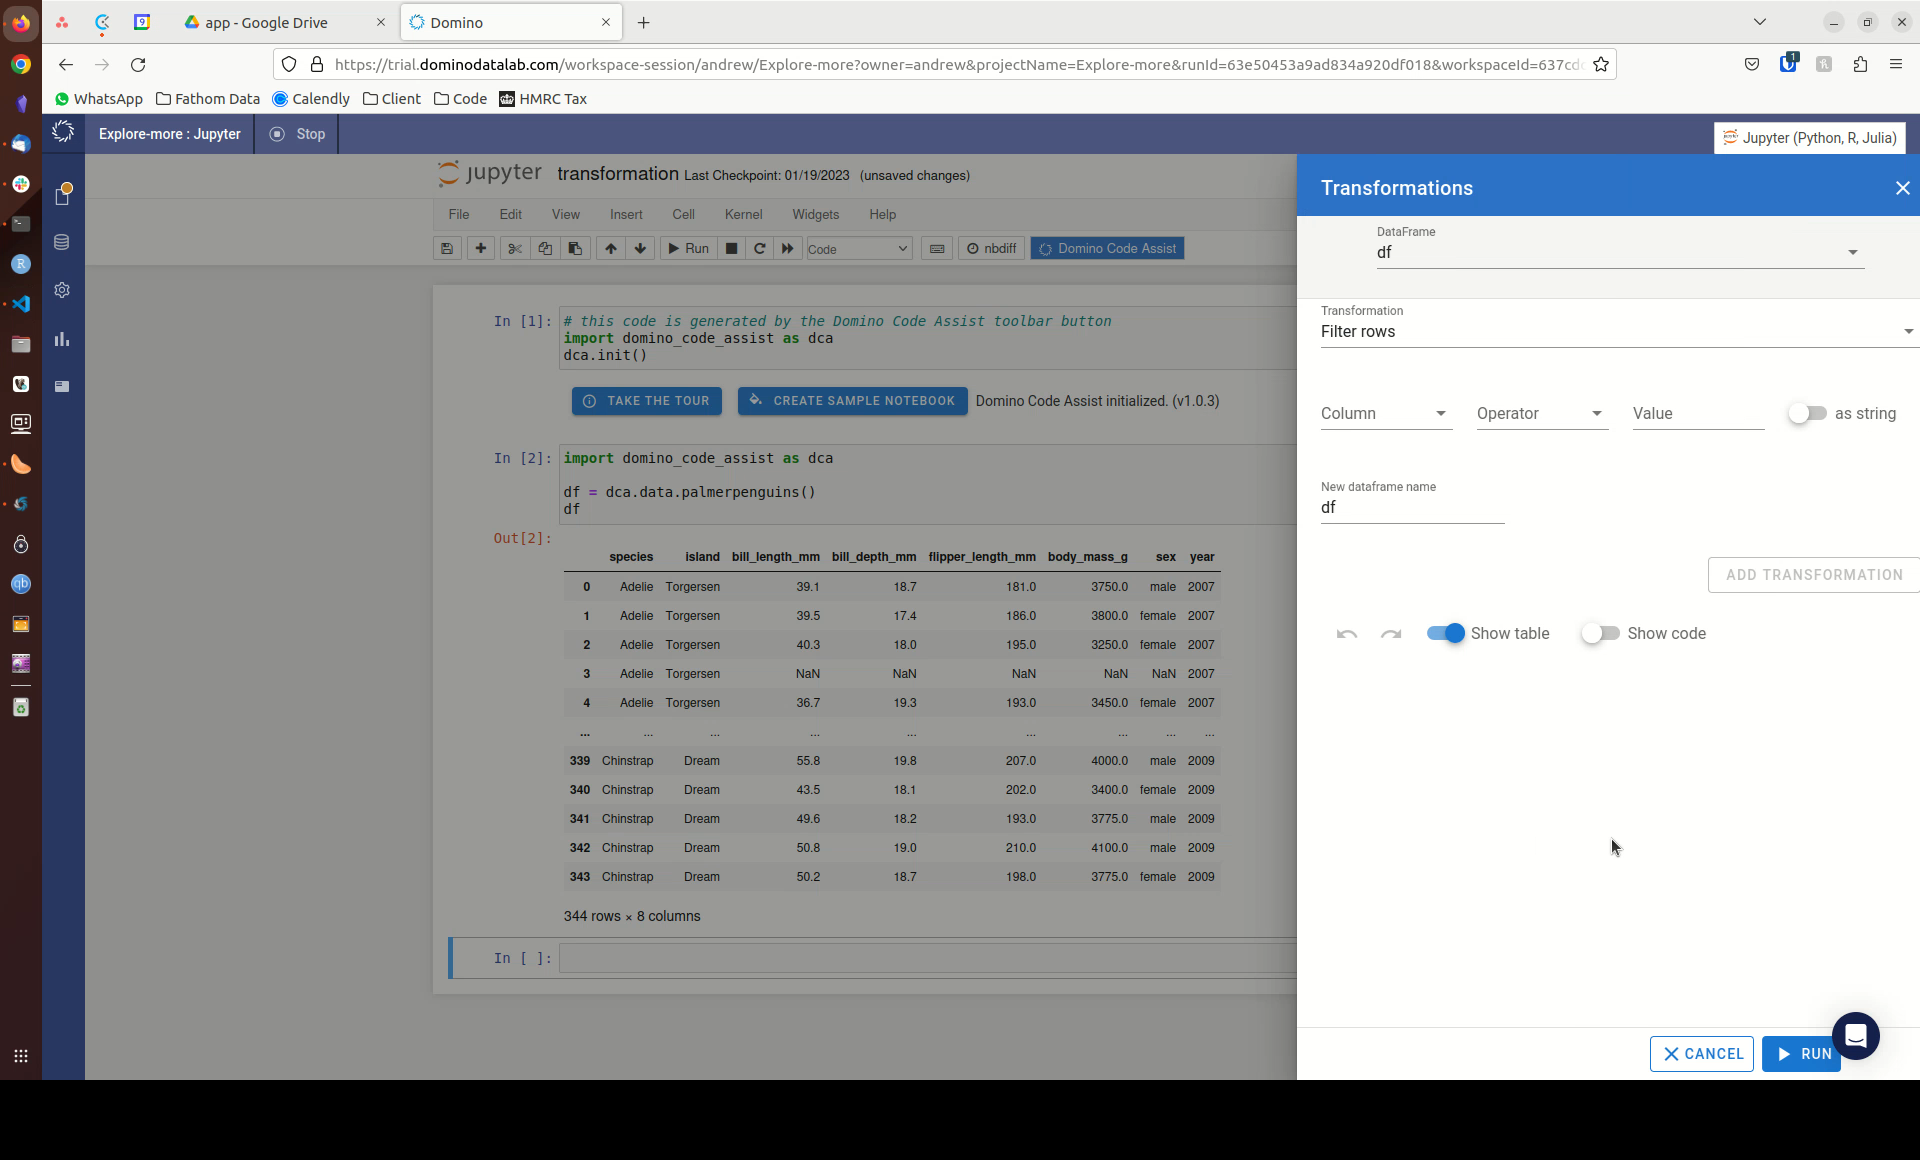 app - Google Drive
Domino
https://trial.dominodatalab.com/workspace-session/andrew/Explore-more?owner=andrew&projectName=Explore-more&runId=63e50453a9ad834a920df018&workspaceId=637cd
1
WhatsApp Fathom Data Calendly Client Code HMRC Tax
Explore-more : Jupyter Stop
Jupyter (Python, R, Julia)
jupyter transformation Last Checkpoint: 01/19/2023 (unsaved changes)
File Edit View Insert Cell Kernel Widgets Help
Run Code nbdiff Domino Code Assist
In [1]: # this code is generated by the Domino Code Assist toolbar button
import domino_code_assist as dca
dca.init()
TAKE THE TOUR CREATE SAMPLE NOTEBOOK Domino Code Assist initialized. (v1.0.3)
In [2]: import domino_code_assist as dca
df = dca.data.palmerpenguins()
df
Out[2]:
species island bill_length_mm bill_depth_mm flipper_length_mm body_mass_g sex year
0 Adelie Torgersen 39.1 18.7 181.0 3750.0 male 2007
1 Adelie Torgersen 39.5 17.4 186.0 3800.0 female 2007
2 Adelie Torgersen 40.3 18.0 195.0 3250.0 female 2007
3 Adelie Torgersen NaN NaN NaN NaN NaN 2007
4 Adelie Torgersen 36.7 19.3 193.0 3450.0 female 2007
... ... ... ... ... ... ... ... ...
339 Chinstrap Dream 55.8 19.8 207.0 4000.0 male 2009
340 Chinstrap Dream 43.5 18.1 202.0 3400.0 female 2009
341 Chinstrap Dream 49.6 18.2 193.0 3775.0 male 2009
342 Chinstrap Dream 50.8 19.0 210.0 4100.0 male 2009
343 Chinstrap Dream 50.2 18.7 198.0 3775.0 female 2009
344 rows × 8 columns
In [ ]:
Transformations
DataFrame
df
Transformation
Filter rows
Column Operator Value as string
New dataframe name
df
ADD TRANSFORMATION
Show table Show code
CANCEL RUN
9
R
qb